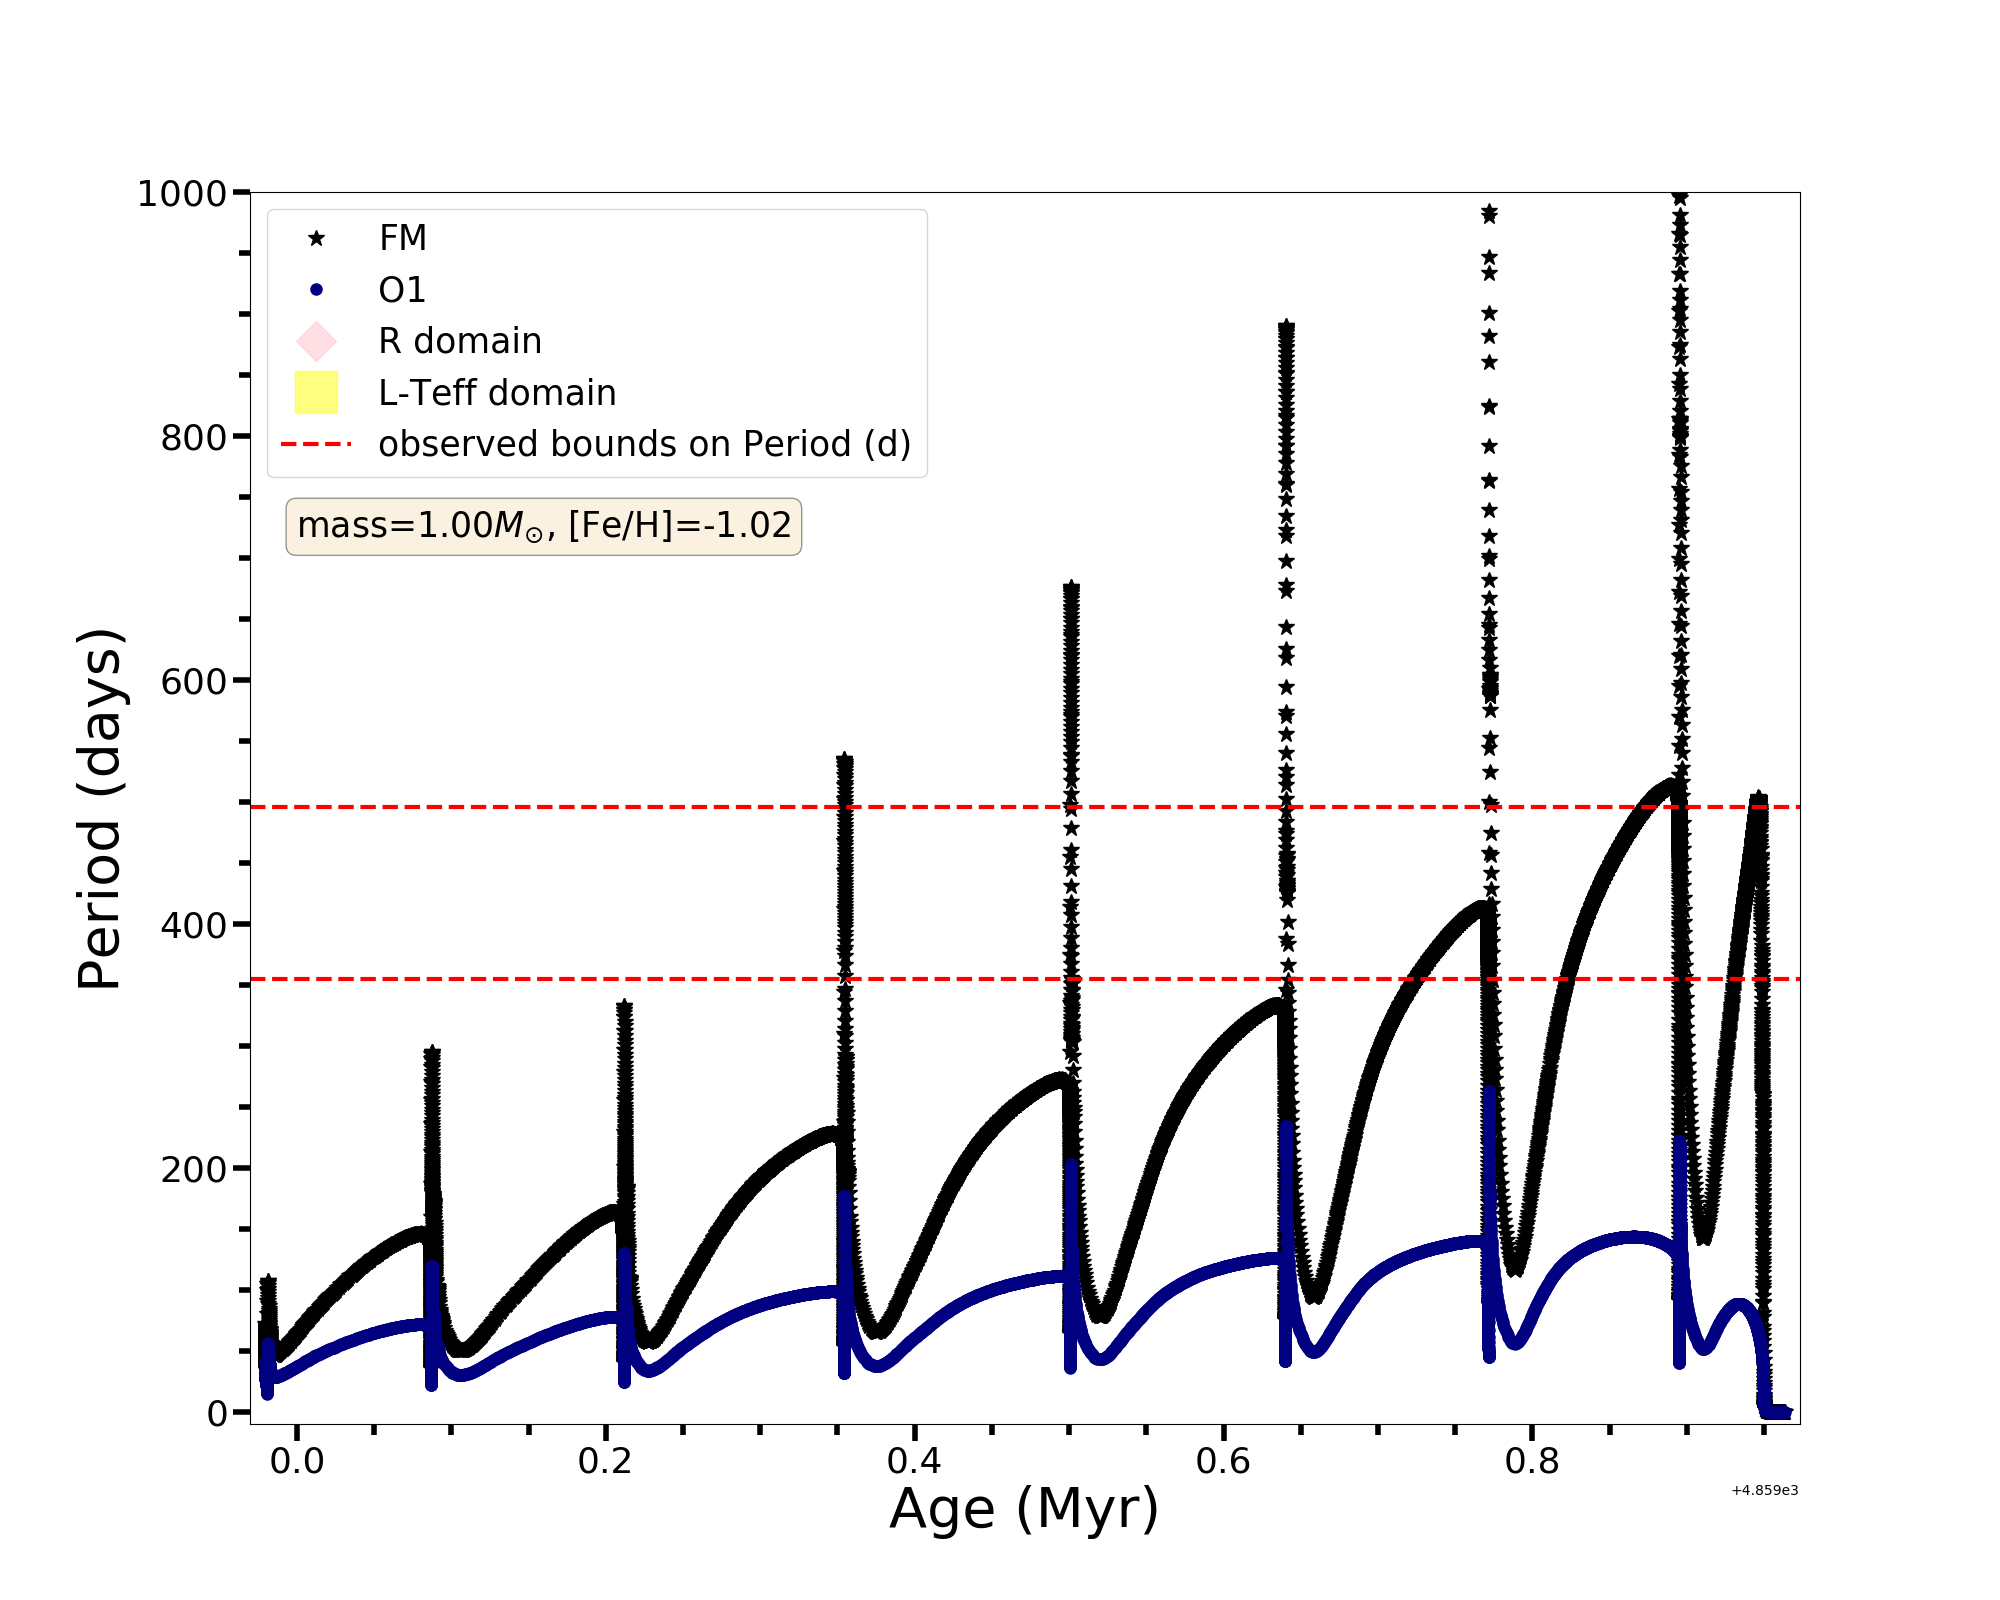 1000
800
600
400
200
0
Period (days)
FM
O1
R domain
L-Teff domain
observed bounds on Period (d)
mass=1.00M⊙, [Fe/H]=-1.02
0.0 0.2 0.4 0.6 0.8
+4.859e3
Age (Myr)